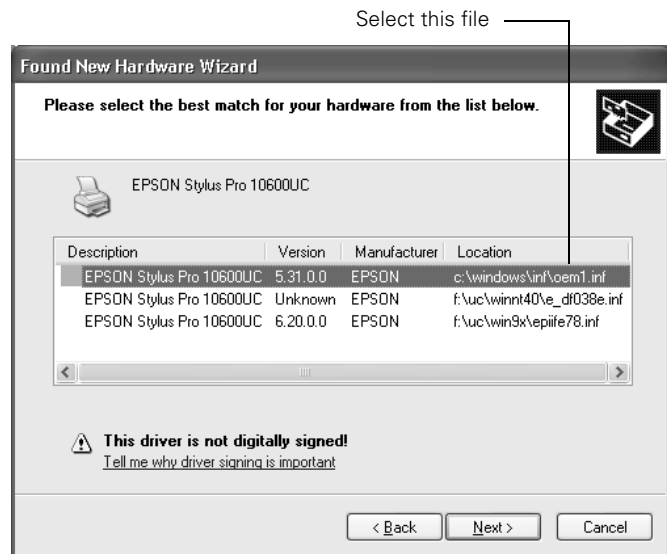 Select this file
Found New Hardware Wizard
Please select the best match for your hardware from the list below.
EPSON Stylus Pro 10600UC
Description Version Manufacturer Location
EPSON Stylus Pro 10600UC 5.31.0.0 EPSON c:\windows\inf\oem1.inf
EPSON Stylus Pro 10600UC Unknown EPSON f:\uc\winnt40\e_df038e.inf
EPSON Stylus Pro 10600UC 6.20.0.0 EPSON f:\uc\win9x\epiife78.inf
This driver is not digitally signed!
Tell me why driver signing is important
< Back Next > Cancel